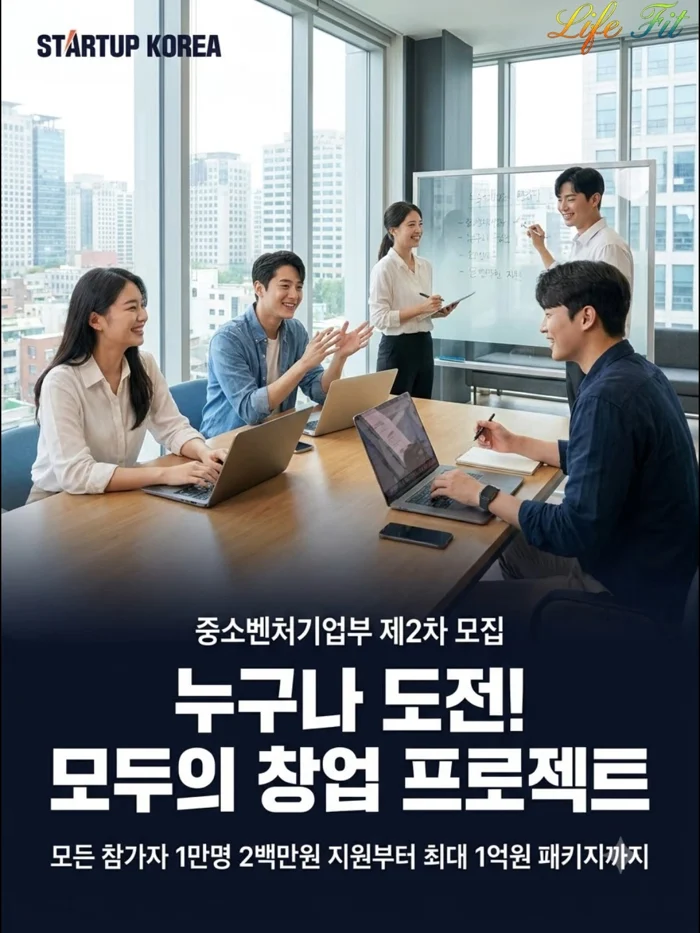 STARTUP KOREA
Life Fit
중소벤처기업부 제2차 모집
누구나 도전!
모두의 창업 프로젝트
모든 참가자 1만명 2백만원 지원부터 최대 1억원 패키지까지